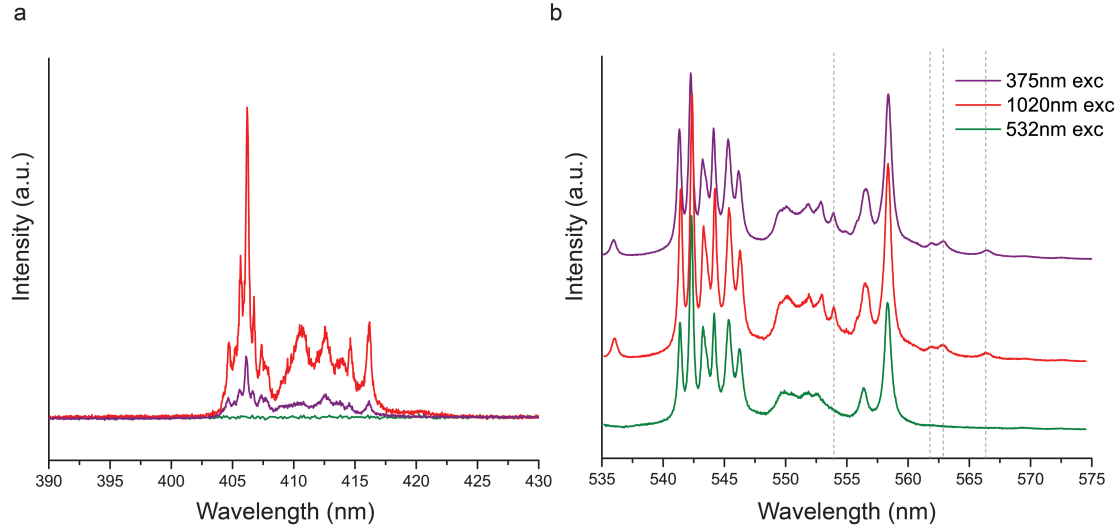 a
b
Intensity (a.u.)
390 395 400 405 410 415 420 425 430
Wavelength (nm)
Intensity (a.u.)
375nm exc
1020nm exc
532nm exc
535 540 545 550 555 560 565 570 575
Wavelength (nm)